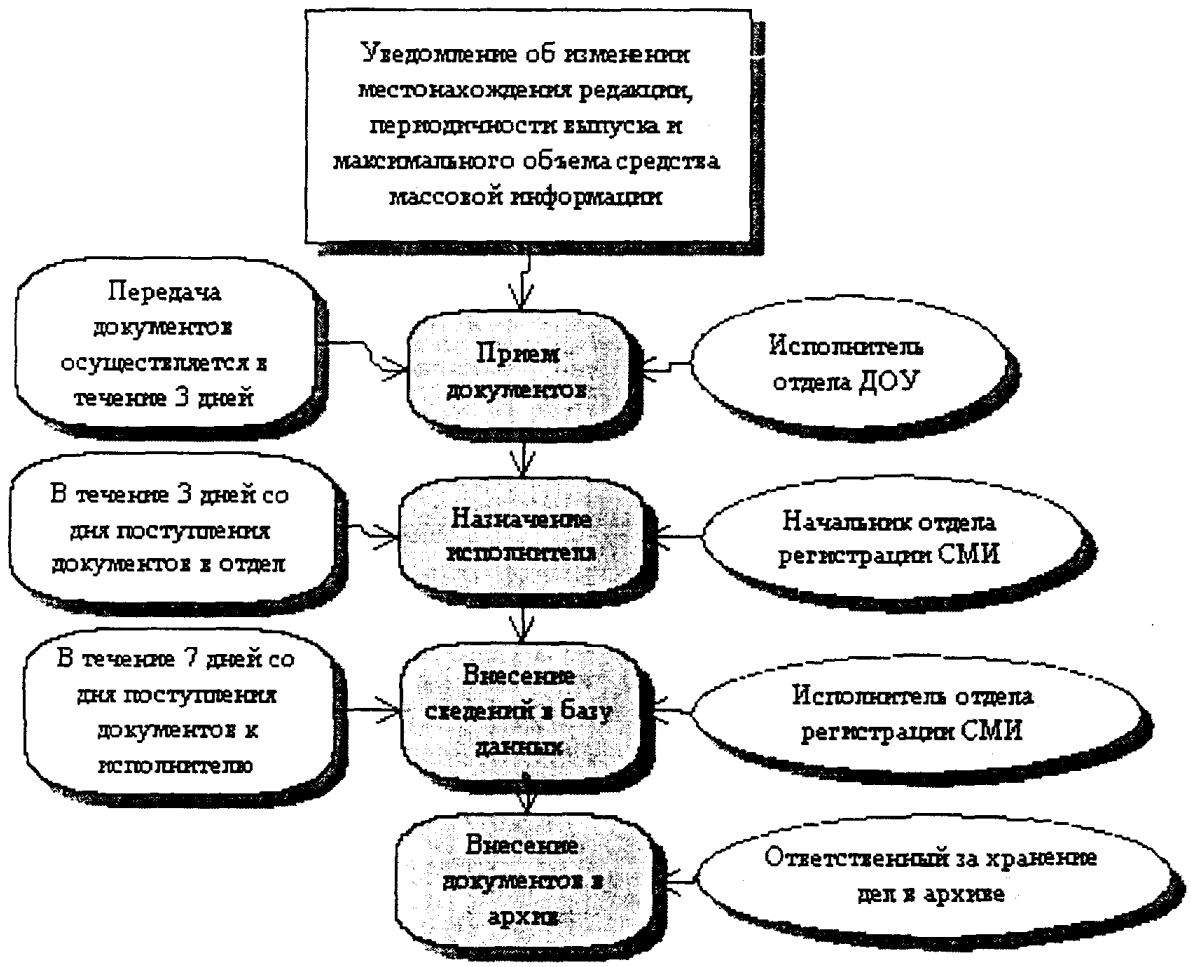 Уведомление об изменении
местонахождения редакции,
периодичности выпуска и
максимального объема средства
массовой информации
Передача
документов
осуществляется в
течение 3 дней
Прием
документов
Исполнитель
отдела ДОУ
В течение 3 дней со
дня поступления
документов в отдел
Назначение
исполнителя
Начальник отдела
регистрации СМИ
В течение 7 дней со
дня поступления
документов к
исполнителю
Внесение
сведений в базу
данных
Исполнитель отдела
регистрации СМИ
Внесение
документов в
архив
Ответственный за хранение
дел в архиве